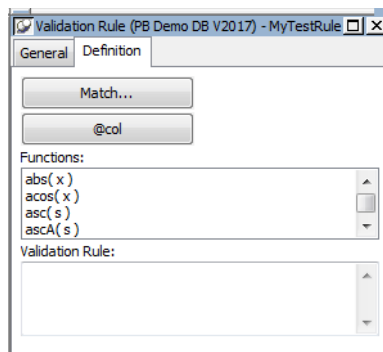 Validation Rule (PB Demo DB V2017) - MyTestRule
General Definition
Match...
@col
Functions:
abs( x )
acos( x )
asc( s )
ascA( s )
Validation Rule: